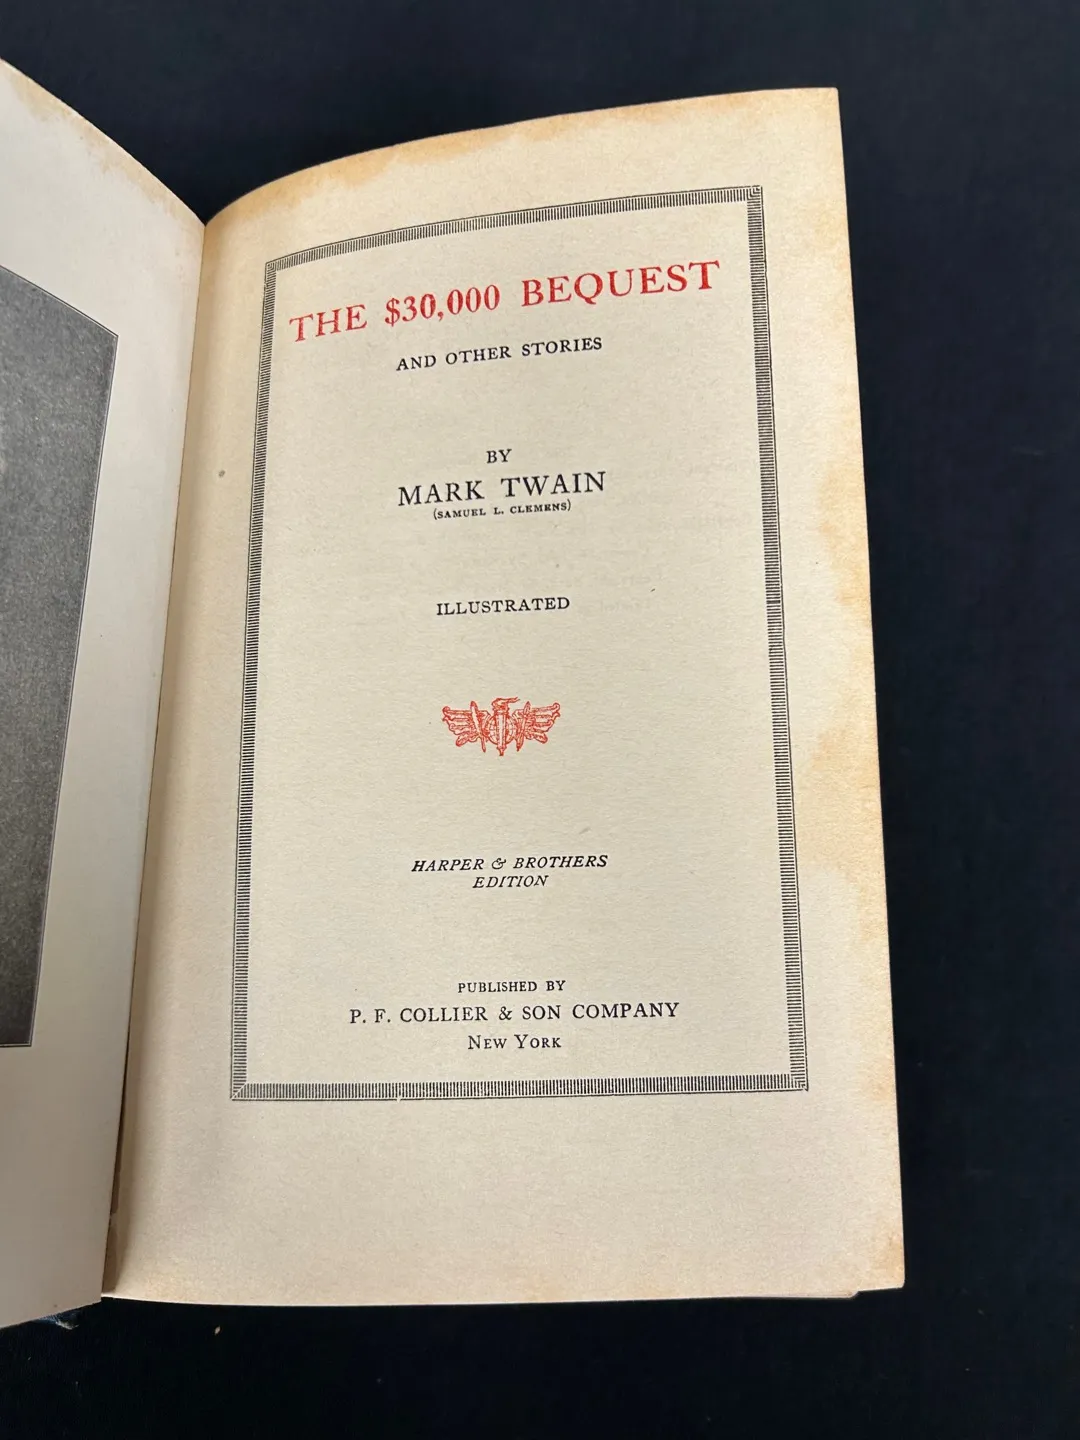 THE $30,000 BEQUEST
AND OTHER STORIES
BY
MARK TWAIN
(SAMUEL L. CLEMENS)
ILLUSTRATED
HARPER & BROTHERS
EDITION
PUBLISHED BY
P. F. COLLIER & SON COMPANY
NEW YORK